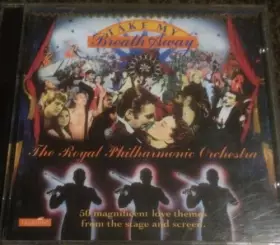 TAKE MY
Breath Away
The Royal Philharmonic Orchestra
50 magnificent love themes
from the stage and screen.